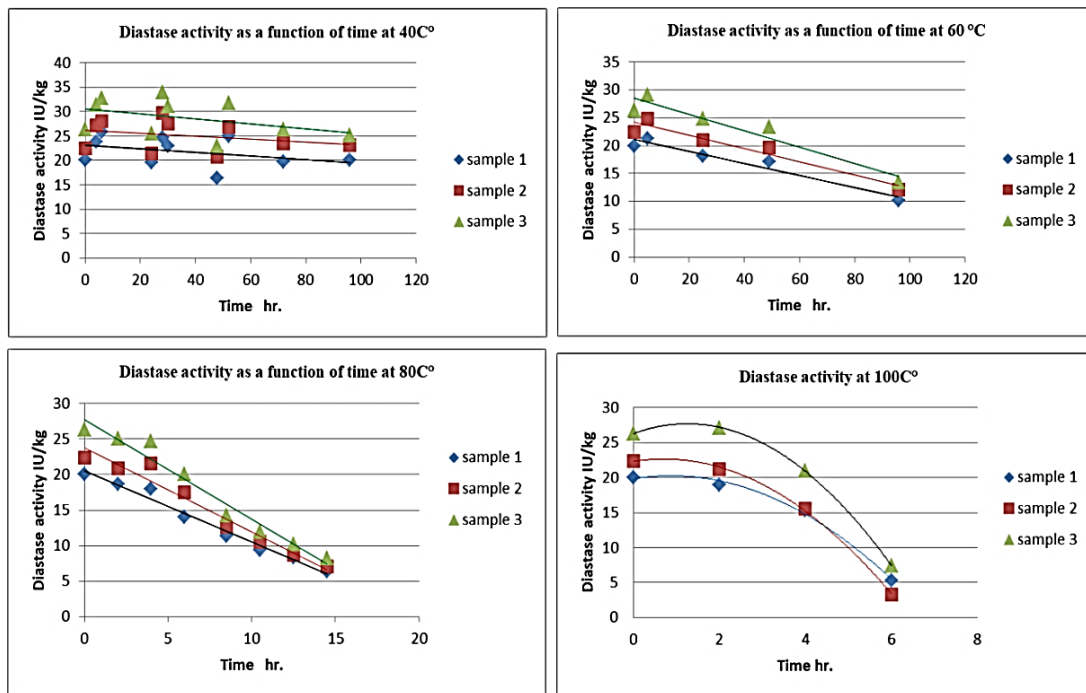 Diastase activity as a function of time at 40C°
Diastase activity IU/kg
40
35
30
25
20
15
10
5
0
0 20 40 60 80 100 120
Time hr.
sample 1
sample 2
sample 3
Diastase activity as a function of time at 60 °C
Diastase activity IU/kg
35
30
25
20
15
10
5
0
0 20 40 60 80 100 120
Time hr.
sample 1
sample 2
sample 3
Diastase activity as a function of time at 80C°
Diastase activity IU/kg
30
25
20
15
10
5
0
0 5 10 15 20
Time hr.
sample 1
sample 2
sample 3
Diastase activity at 100C°
Diastase activity IU/kg
30
25
20
15
10
5
0
0 2 4 6 8
Time hr.
sample 1
sample 2
sample 3